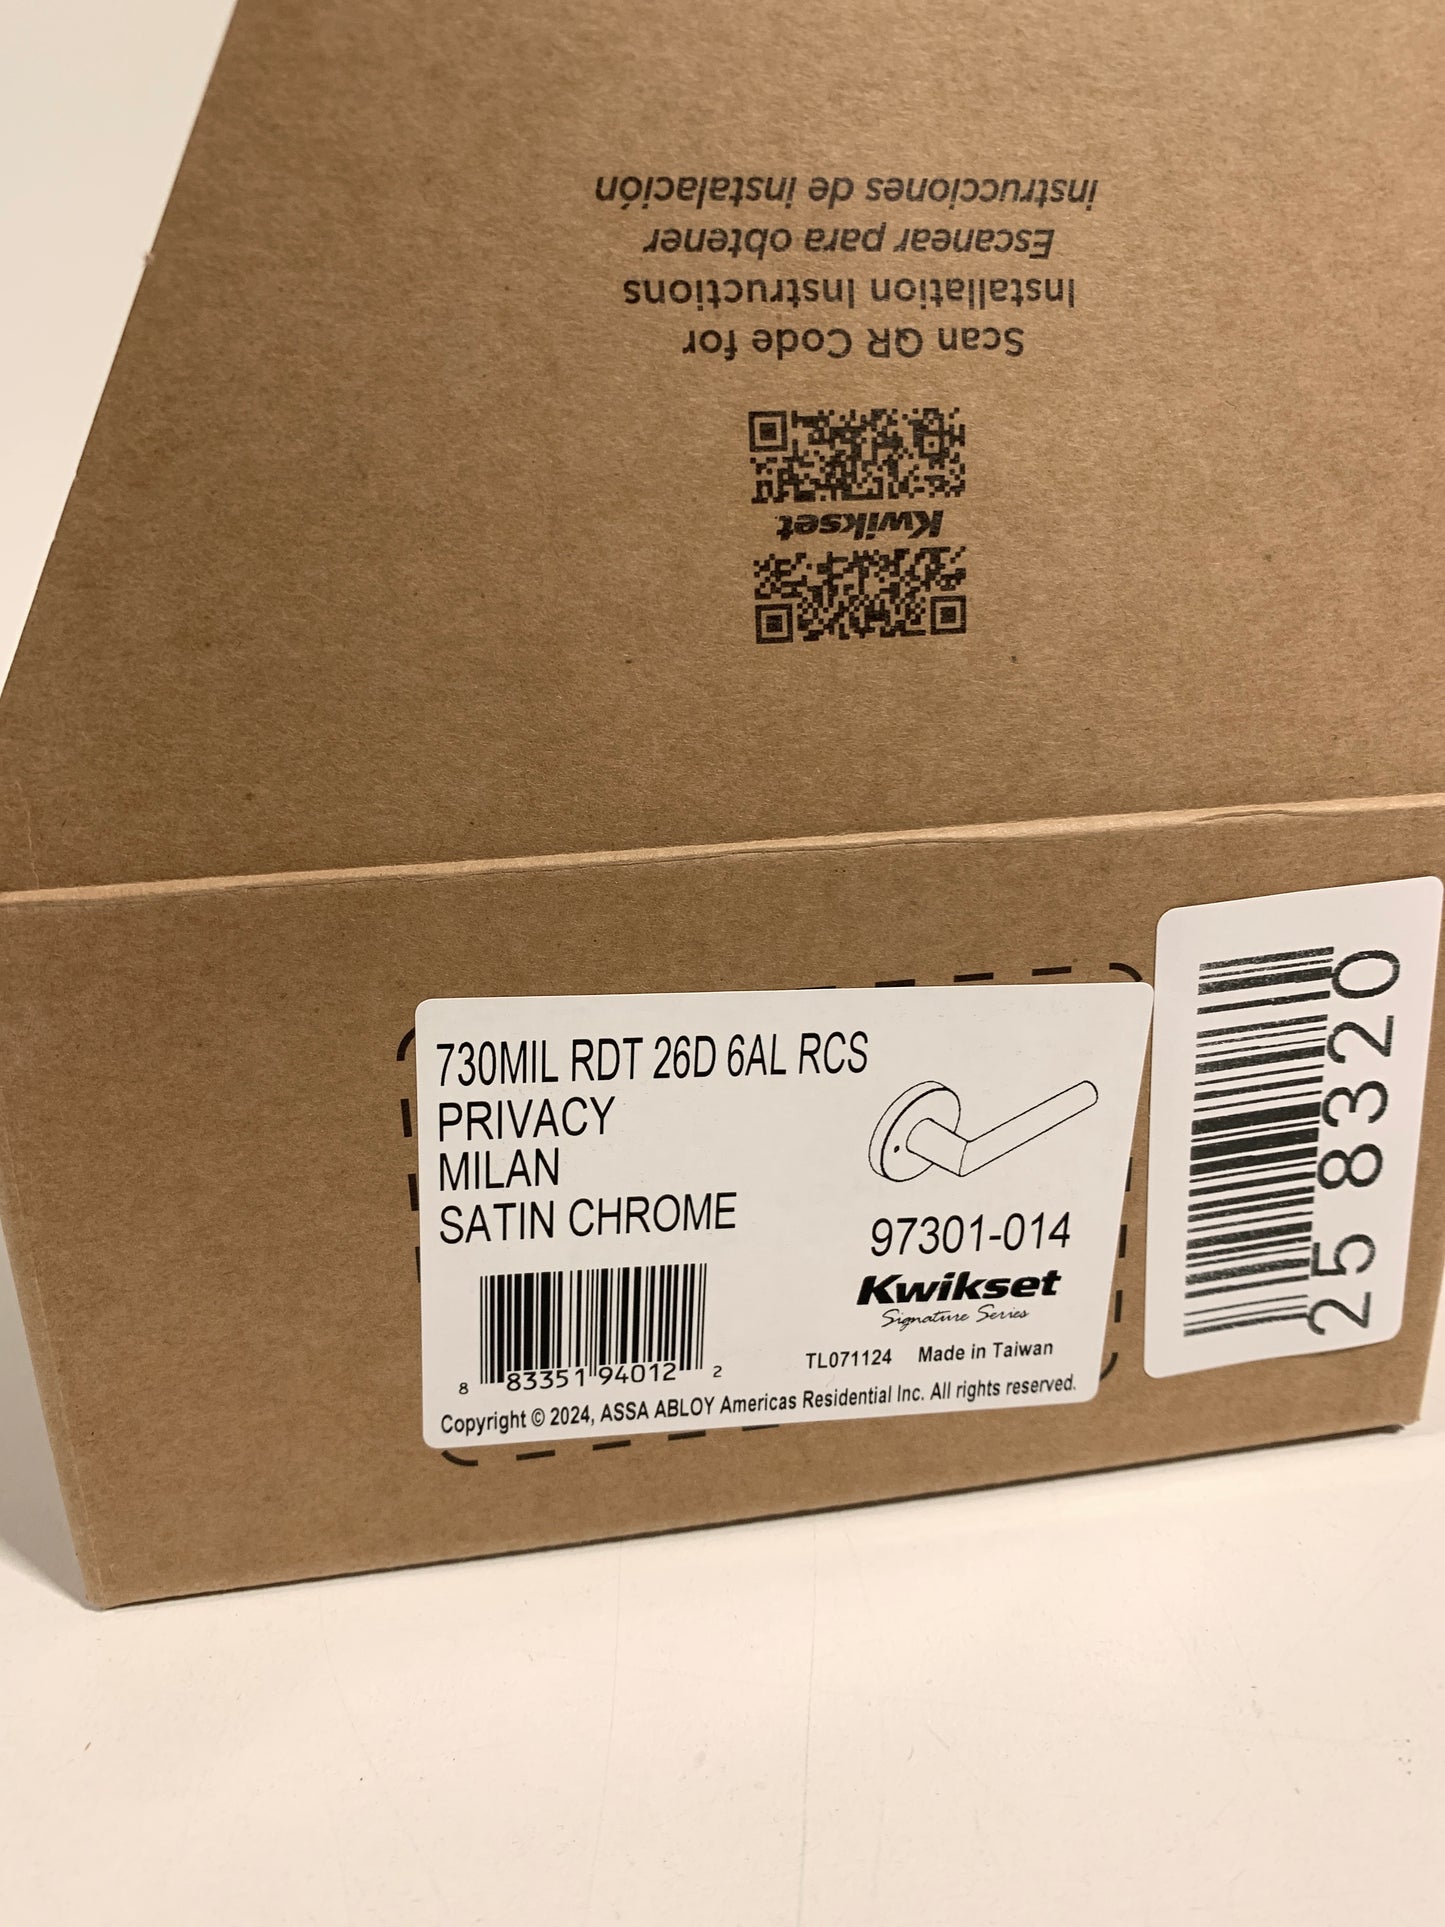 Scan QR Code for
Installation Instructions
Escanear para obtener
instrucciones de instalación
Kwikset
730MIL RDT 26D 6AL RCS
PRIVACY
MILAN
SATIN CHROME
97301-014
Kwikset
Signature Series
8 83351 94012 2
TL071124 Made in Taiwan
Copyright © 2024, ASSA ABLOY Americas Residential Inc. All rights reserved.
25 8320